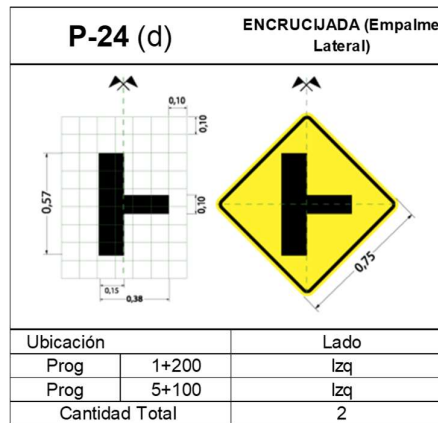 P-24 (d)
ENCRUCIJADA (Empalme
Lateral)
0,10
0,10
0,57
0,10
0,15
0,38
0,75
Ubicación Lado
Prog 1+200 Izq
Prog 5+100 Izq
Cantidad Total 2